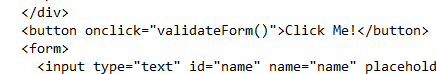 </div>
<button onclick="validateForm()">Click Me!</button>
<form>
<input type="text" id="name" name="name" placehold